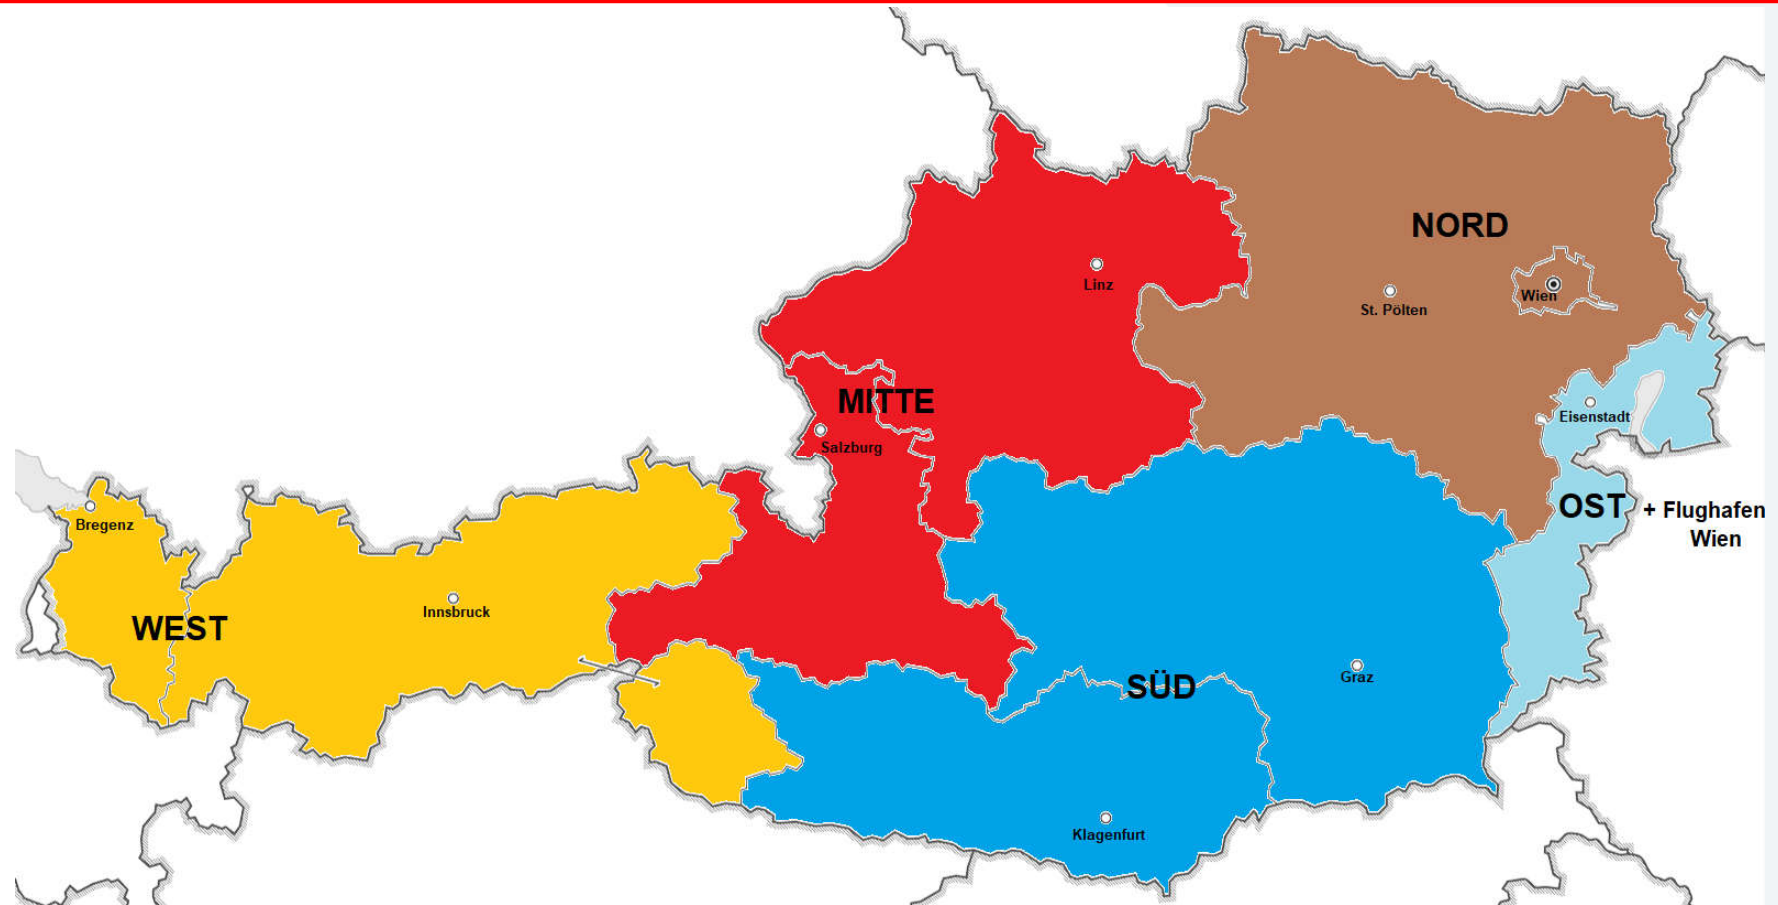 NORD
Linz
Wien
St. Pölten
MITTE
Eisenstadt
Salzburg
OST + Flughafen
Wien
Bregenz
Innsbruck
WEST
Graz
SÜD
Klagenfurt